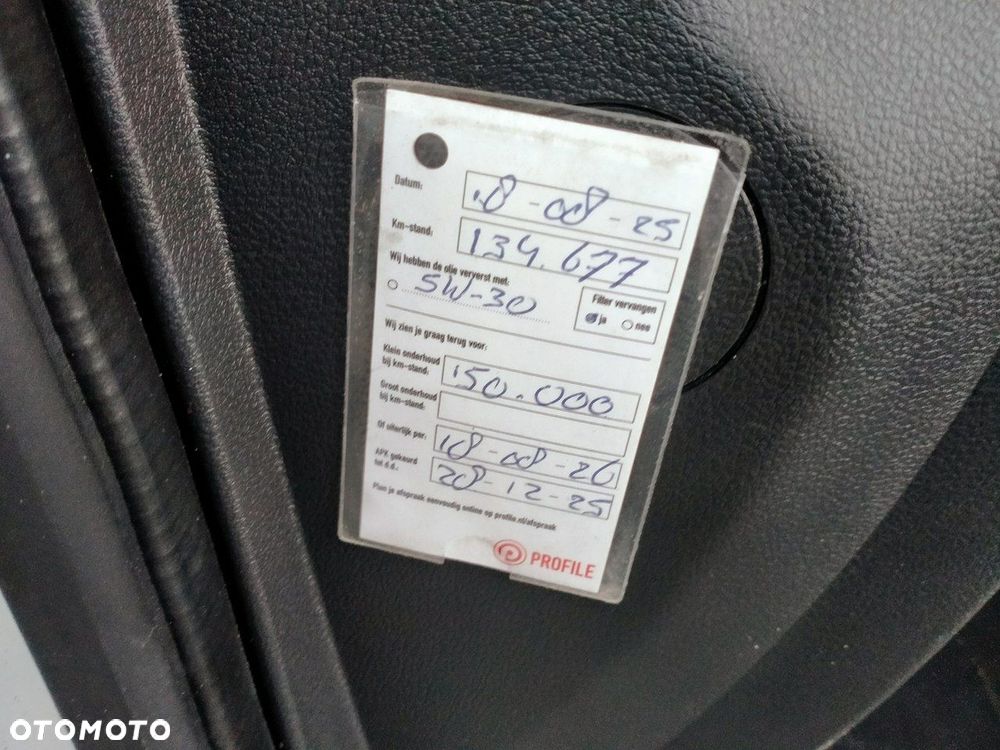 Datum: 18-08-25
Km-stand: 134.677
Wij hebben de olie ververst met:
5W-30
Filter vervangen
ja nee
Wij zien je graag terug voor:
Klein onderhoud
bij km-stand: 150.000
Groot onderhoud
bij km-stand:
Of uiterlijk per: 18-08-26
APK gekeurd
tot d.d.: 28-12-25
Plan je afspraak eenvoudig online op profile.nl/afspraak
PROFILE
OTOMOTO